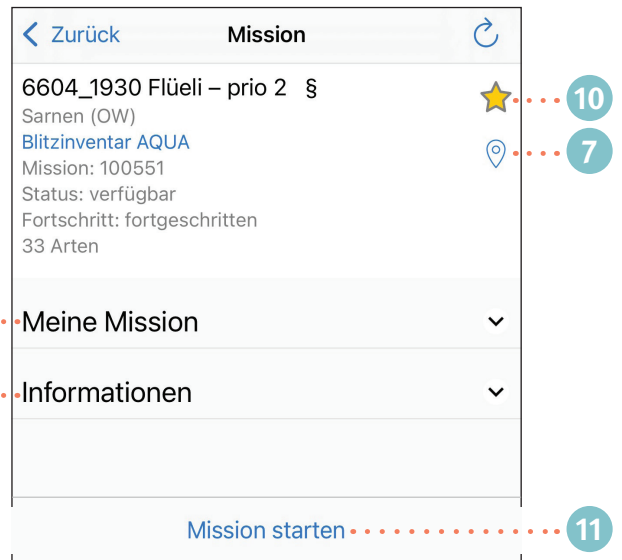 Zurück Mission
6604_1930 Flüeli – prio 2 §
10
Sarnen (OW)
Blitzinventar AQUA
7
Mission: 100551
Status: verfügbar
Fortschritt: fortgeschritten
33 Arten
Meine Mission
Informationen
Mission starten
11